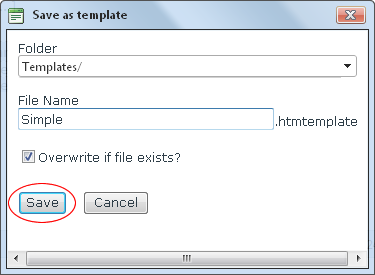 Save as template
Folder
Templates/
File Name
Simple .htmtemplate
Overwrite if file exists?
Save Cancel